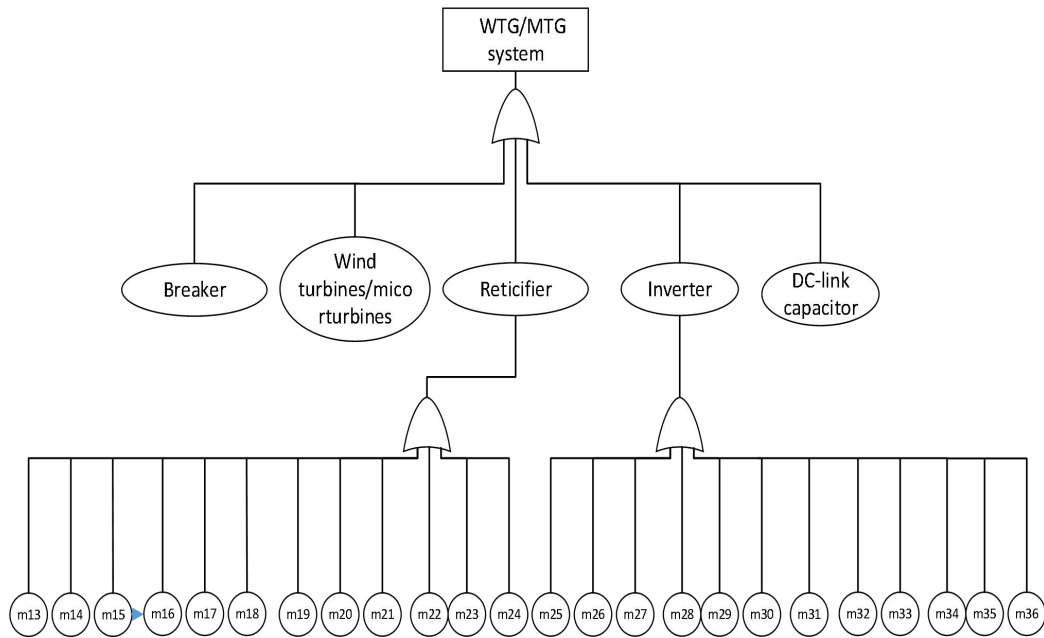 WTG/MTG
system
Breaker
Wind
turbines/mico
rturbines
Reticifier
Inverter
DC-link
capacitor
m13
m14
m15
m16
m17
m18
m19
m20
m21
m22
m23
m24
m25
m26
m27
m28
m29
m30
m31
m32
m33
m34
m35
m36